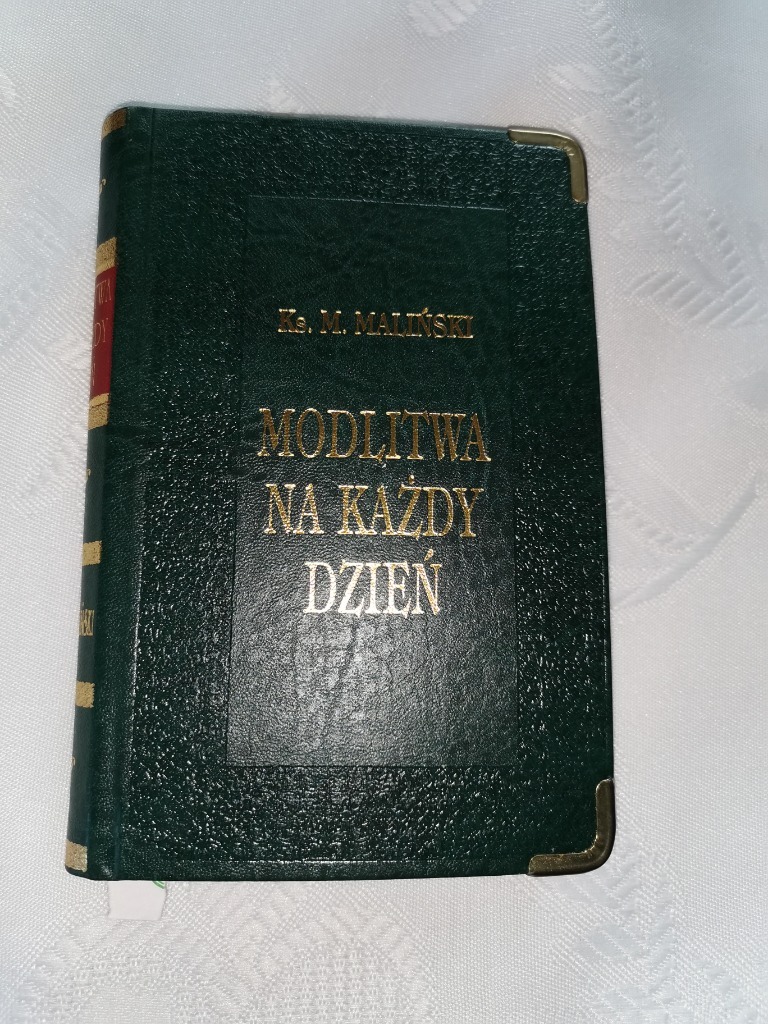 Ks. M. MALIŃSKI
MODLITWA
NA KAŻDY
DZIEŃ